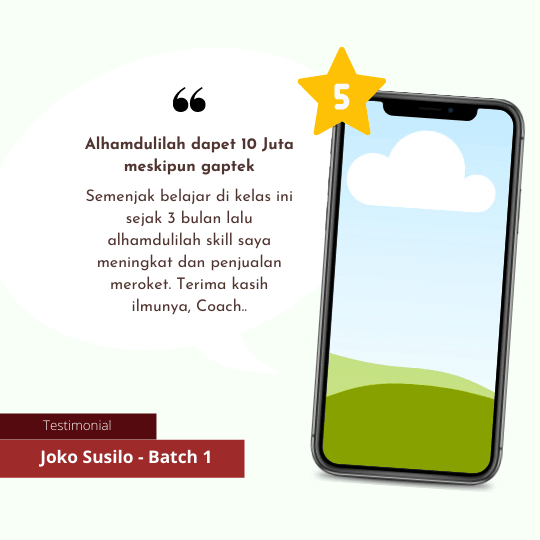 5
Alhamdulilah dapet 10 Juta
meskipun gaptek
Semenjak belajar di kelas ini
sejak 3 bulan lalu
alhamdulilah skill saya
meningkat dan penjualan
meroket. Terima kasih
ilmunya, Coach..
Testimonial
Joko Susilo - Batch 1